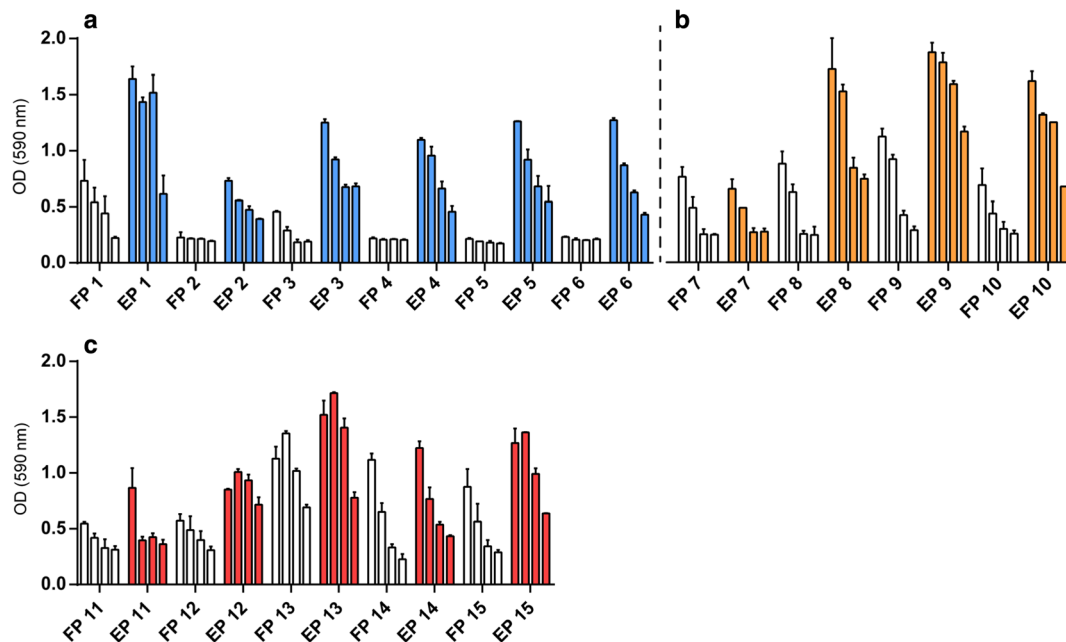 a
2.0
1.5
1.0
0.5
0.0
OD (590 nm)
FP 1 EP 1 FP 2 EP 2 FP 3 EP 3 FP 4 EP 4 FP 5 EP 5 FP 6 EP 6
b
FP 7 EP 7 FP 8 EP 8 FP 9 EP 9 FP 10 EP 10
c
2.0
1.5
1.0
0.5
0.0
OD (590 nm)
FP 11 EP 11 FP 12 EP 12 FP 13 EP 13 FP 14 EP 14 FP 15 EP 15